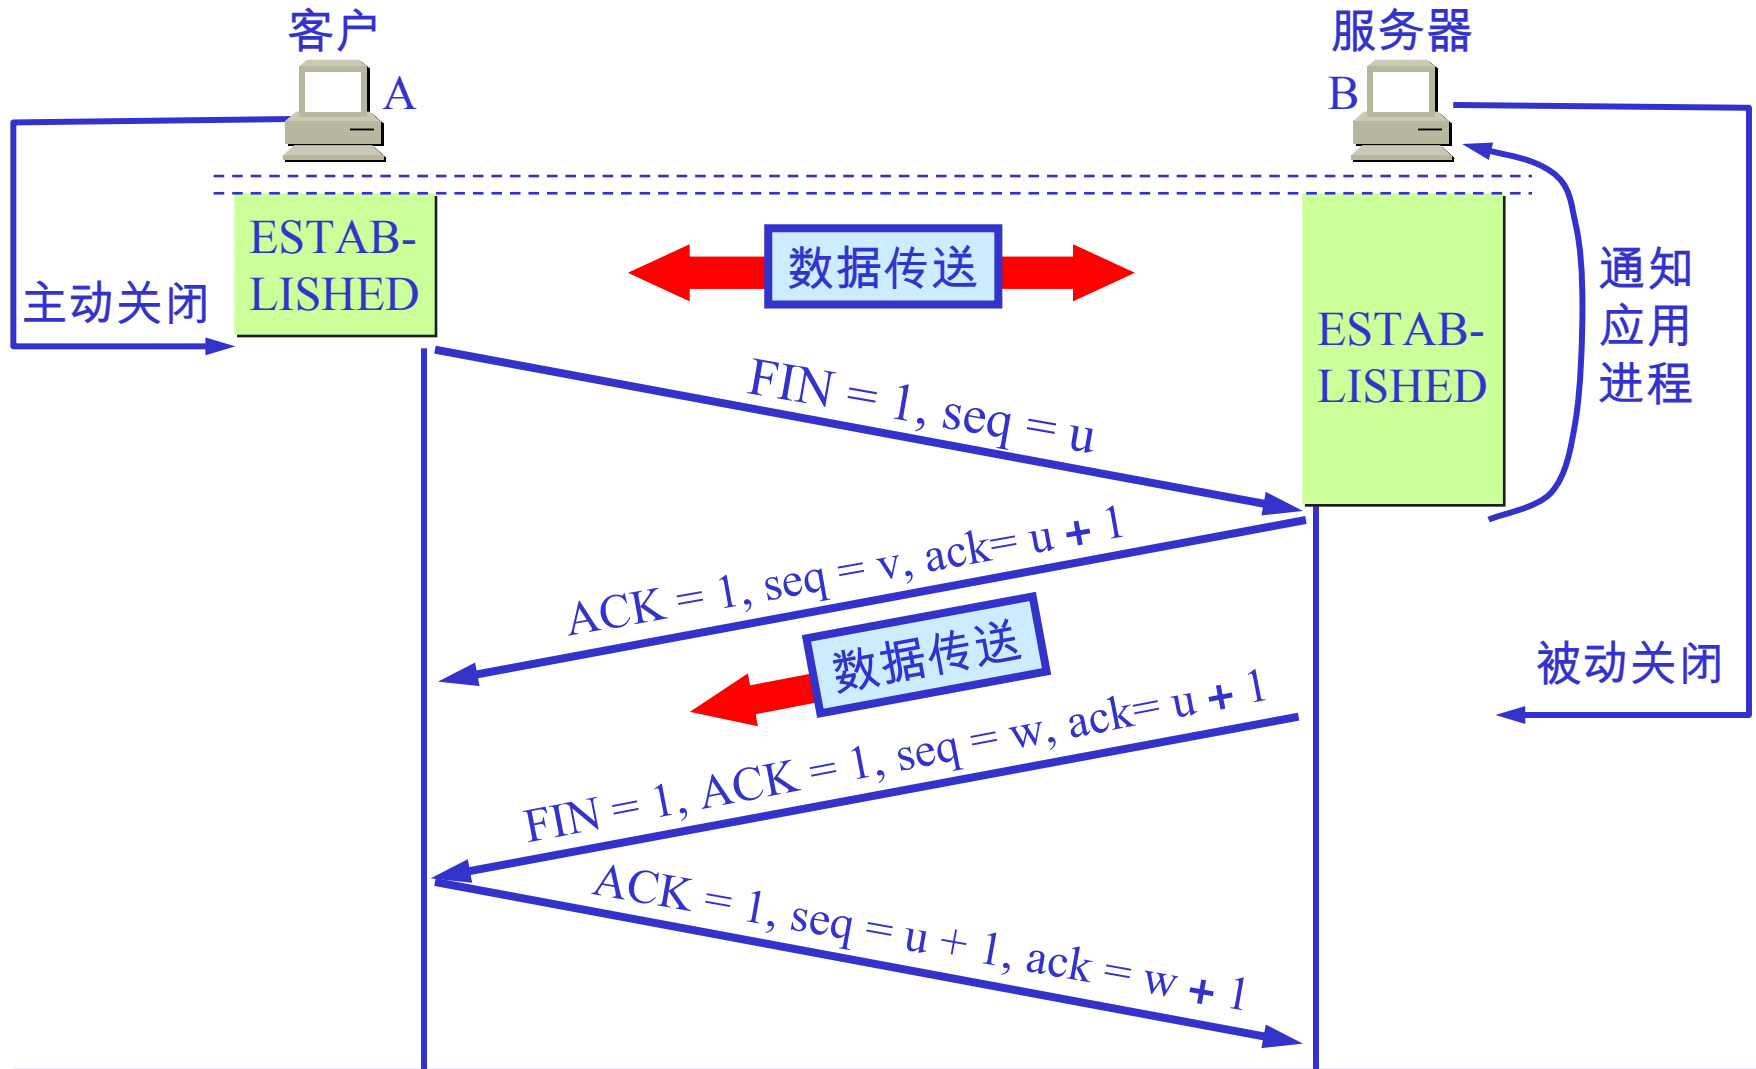 客户
服务器
A
B
ESTAB-
LISHED
数据传送
通知
应用
进程
主动关闭
ESTAB-
LISHED
FIN = 1, seq = u
ACK = 1, seq = v, ack= u + 1
数据传送
被动关闭
FIN = 1, ACK = 1, seq = w, ack= u + 1
ACK = 1, seq = u + 1, ack = w + 1